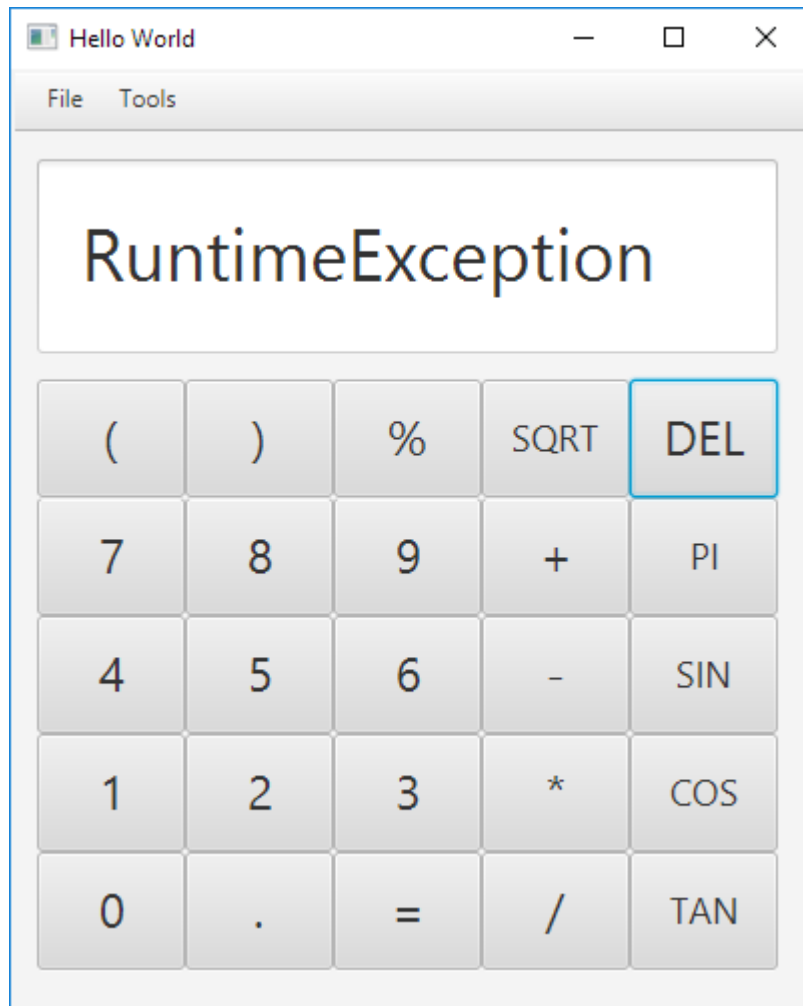 Hello World
File Tools
RuntimeException
( ) % SQRT DEL
7 8 9 + PI
4 5 6 - SIN
1 2 3 * COS
0 . = / TAN